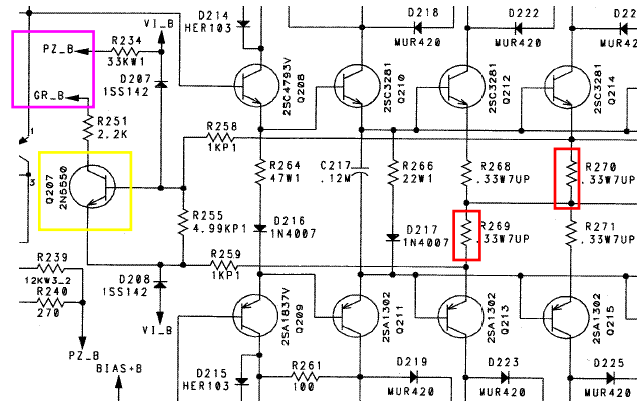 D214
HER103
D218
MUR420
D222
MUR420
D22
MU
PZ_B
R234
33KW1
VI_B
GR_B
D207
1SS142
2SC4793V
Q208
2SC3281
Q210
2SC3281
Q212
2SC3281
Q214
R251
2.2K
1
3
Q207
2N5550
R258
1KP1
R264
47W1
C217
.12M
R266
22W1
R268
.33W7UP
R270
.33W7UP
R255
4.99KP1
D216
1N4007
D217
1N4007
R269
.33W7UP
R271
.33W7UP
R259
1KP1
R239
12KW3_2
R240
270
D208
1SS142
VI_B
PZ_B
BIAS+B
2SA1837V
Q209
2SA1302
Q211
2SA1302
Q213
2SA1302
Q215
D215
HER103
R261
100
D219
MUR420
D223
MUR420
D225
MUR420